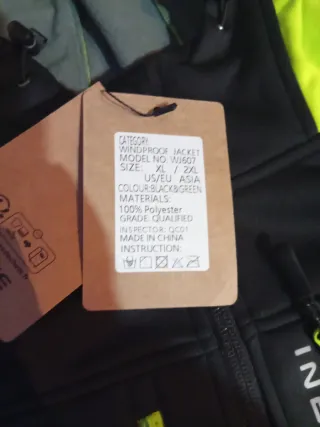 CATEGORY:
WINDPROOF JACKET
MODEL NO. WJ607
SIZE: XL / 2XL
US/EU ASIA
COLOUR:BLACK&GREEN
MATERIALS:
100% Polyester
GRADE: QUALIFIED
INSPECTOR: QC01
MADE IN CHINA
INSTRUCTION: